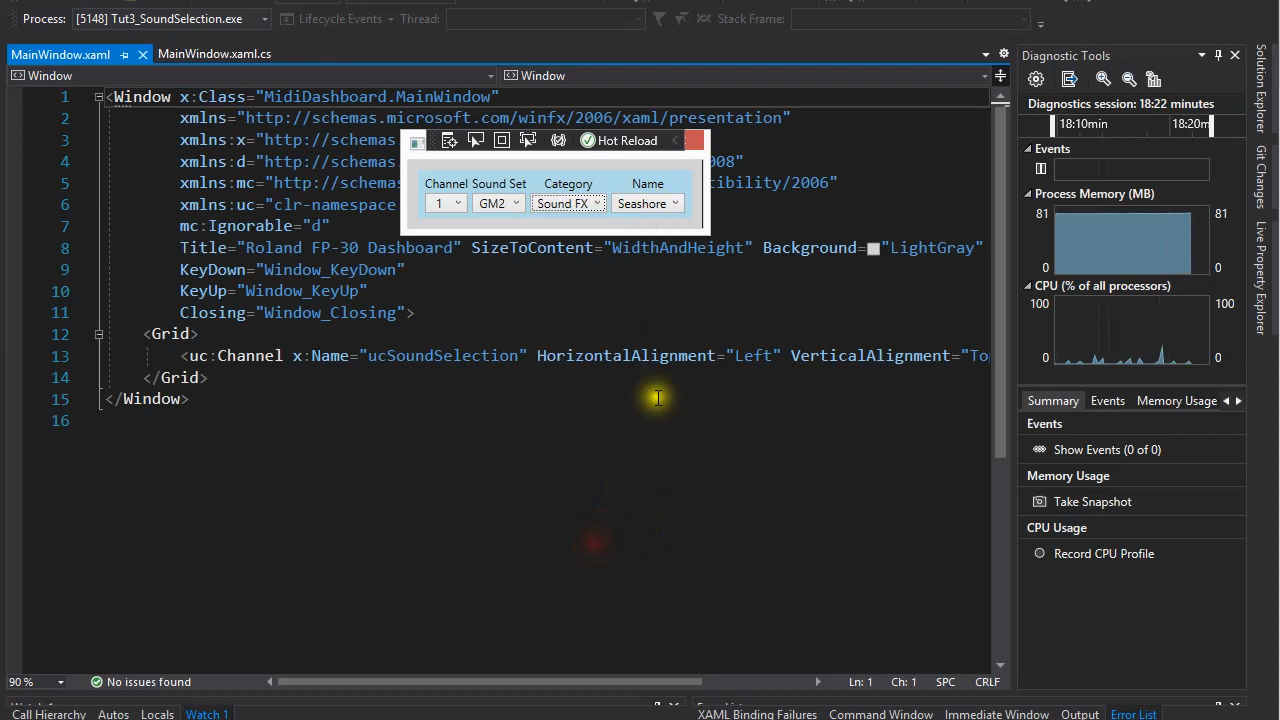 Process: [5148] Tut3_SoundSelection.exe Lifecycle Events Thread: Stack Frame:
MainWindow.xaml MainWindow.xaml.cs
Window Window
1 <Window x:Class="MidiDashboard.MainWindow"
2 xmlns="http://schemas.microsoft.com/winfx/2006/xaml/presentation"
3 xmlns:x="http://schemas.
4 xmlns:d="http://schemas. 008"
5 xmlns:mc="http://schemas. cibility/2006"
6 xmlns:uc="clr-namespace
7 mc:Ignorable="d"
8 Title="Roland FP-30 Dashboard" SizeToContent="WidthAndHeight" Background="LightGray"
9 KeyDown="Window_KeyDown"
10 KeyUp="Window_KeyUp"
11 Closing="Window_Closing">
12 <Grid>
13 <uc:Channel x:Name="ucSoundSelection" HorizontalAlignment="Left" VerticalAlignment="To
14 </Grid>
15 </Window>
16
Hot Reload
Channel Sound Set Category Name
1 GM2 Sound FX Seashore
90 % No issues found Ln: 1 Ch: 1 SPC CRLF
Call Hierarchy Autos Locals Watch 1 XAML Binding Failures Command Window Immediate Window Output Error List
Diagnostic Tools
Diagnostics session: 18:22 minutes
18:10min 18:20m
Events
Process Memory (MB)
81 81
0 0
CPU (% of all processors)
100 100
0 0
Summary Events Memory Usage
Events
Show Events (0 of 0)
Memory Usage
Take Snapshot
CPU Usage
Record CPU Profile
Solution Explorer
Git Changes
Live Property Explorer